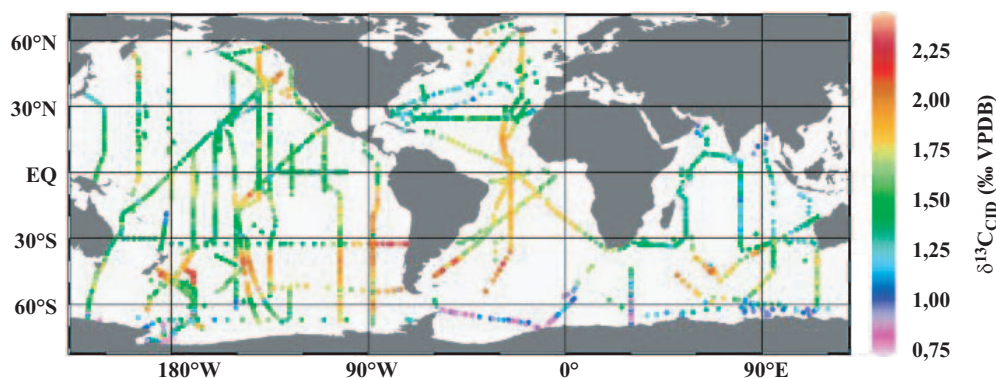 60°N
30°N
EQ
30°S
60°S
180°W 90°W 0° 90°E
2,25
2,00
1,75
1,50
1,25
1,00
0,75
δ¹³C_CID (‰ VPDB)